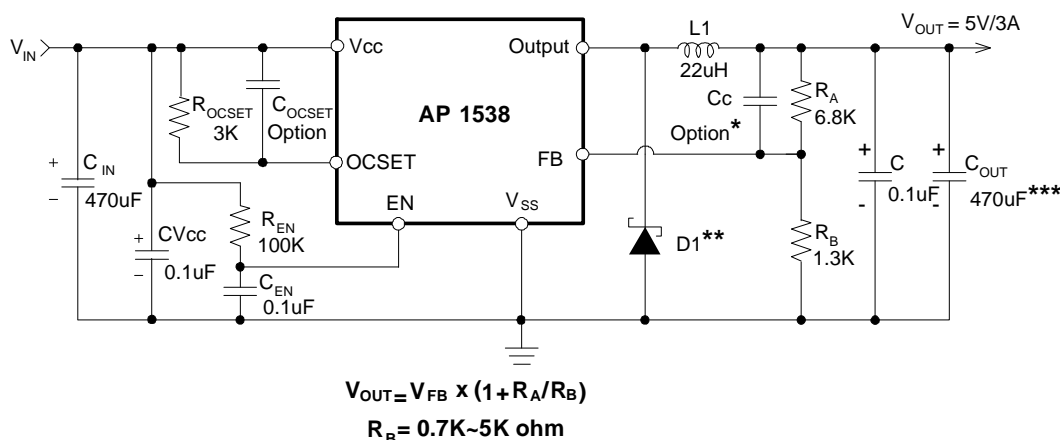 V_IN
Vcc
Output
L1
22uH
V_OUT = 5V/3A
R_OCSET
3K
C_OCSET
Option
AP 1538
Cc
Option*
R_A
6.8K
OCSET
FB
C_IN
470uF
+
−
EN
V_SS
R_EN
100K
CVcc
0.1uF
+
−
C_EN
0.1uF
D1**
R_B
1.3K
+
C
0.1uF
-
+
C_OUT
470uF***
-
V_OUT = V_FB x (1+R_A/R_B)
R_B = 0.7K~5K ohm